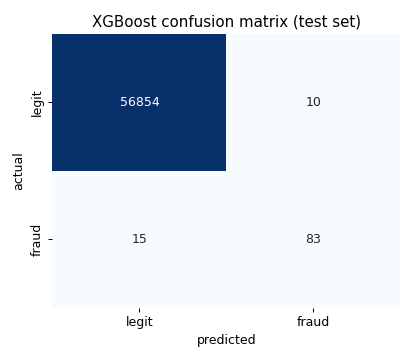 XGBoost confusion matrix (test set)
actual
legit
56854
10
fraud
15
83
legit
fraud
predicted